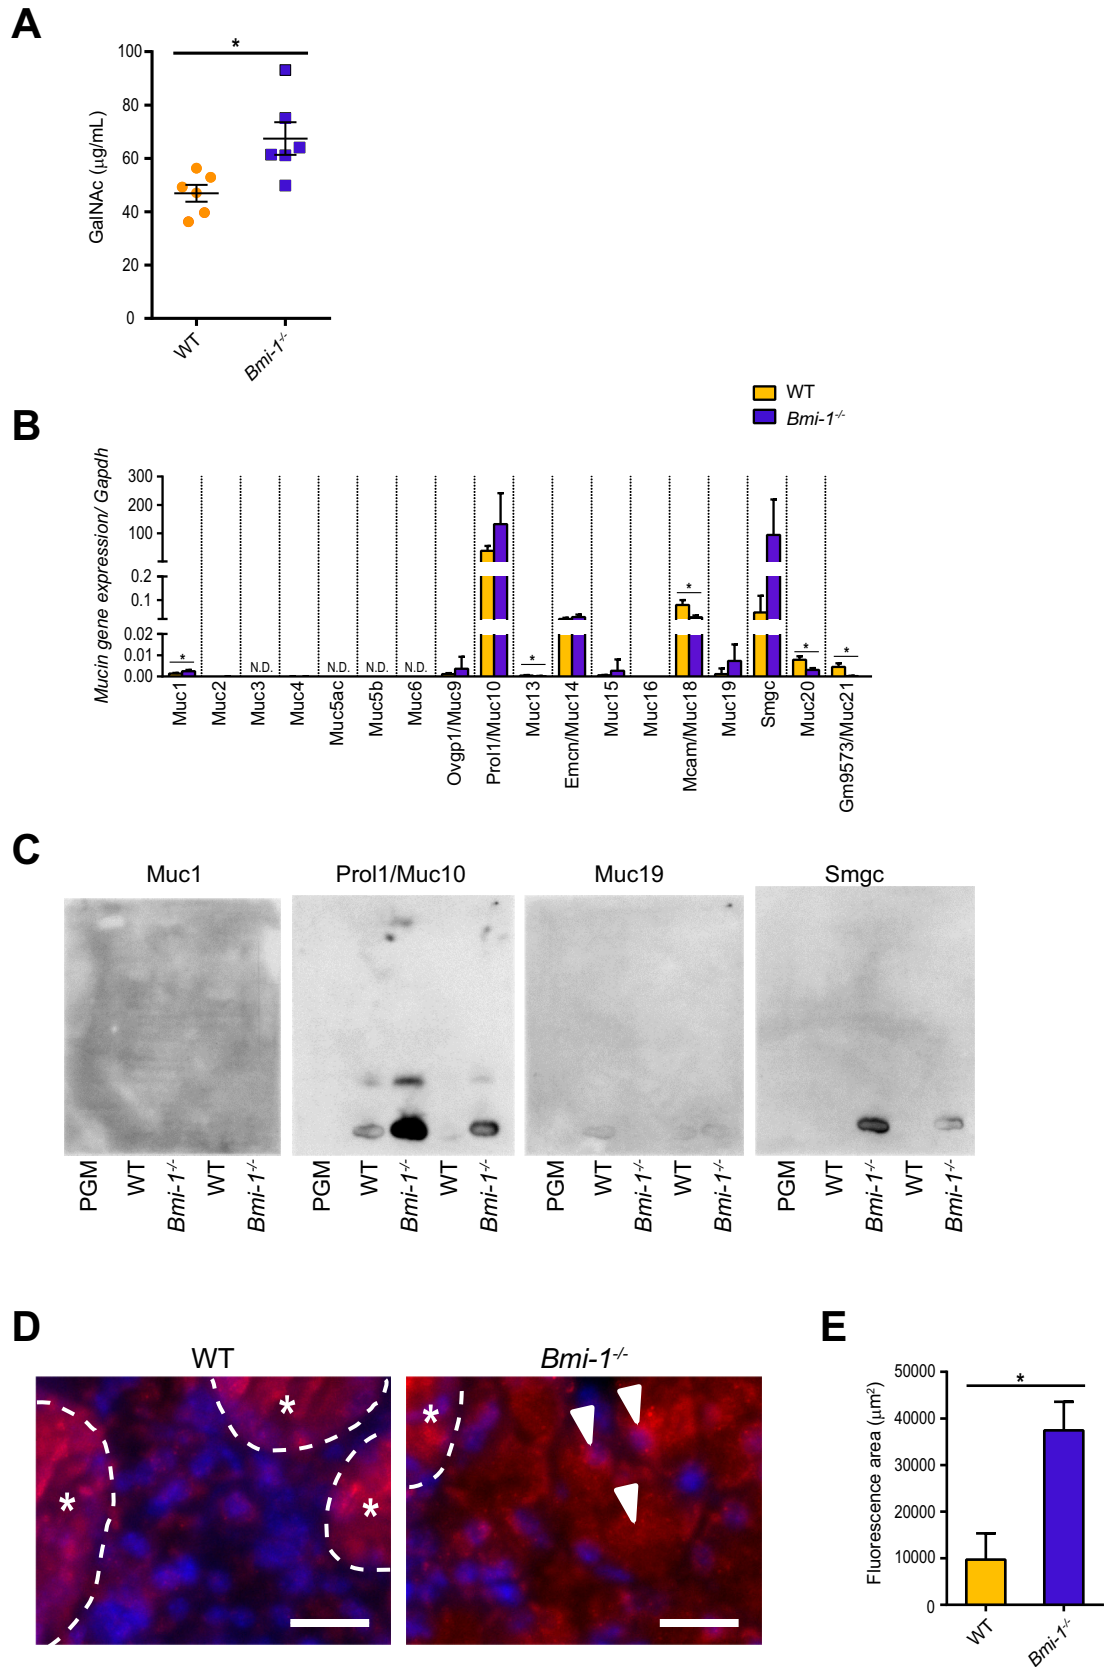 A
*
100
80
60
40
20
0
GalNAc (μg/mL)
WT
Bmi-1-/-
WT
Bmi-1-/-
B
Mucin gene expression/ Gapdh
300
200
100
0.2
0.1
0.02
0.01
0.00
*
N.D.
N.D.
N.D.
N.D.
*
*
*
*
Muc1
Muc2
Muc3
Muc4
Muc5ac
Muc5b
Muc6
Ovgp1/Muc9
Prol1/Muc10
Muc13
Emcn/Muc14
Muc15
Muc16
Mcam/Muc18
Muc19
Smgc
Muc20
Gm9573/Muc21
C
Muc1
Prol1/Muc10
Muc19
Smgc
PGM
WT
Bmi-1-/-
WT
Bmi-1-/-
PGM
WT
Bmi-1-/-
WT
Bmi-1-/-
PGM
WT
Bmi-1-/-
WT
Bmi-1-/-
PGM
WT
Bmi-1-/-
WT
Bmi-1-/-
D
WT
Bmi-1-/-
*
*
*
*
E
Fluorescence area (μm²)
50000
40000
30000
20000
10000
0
*
WT
Bmi-1-/-